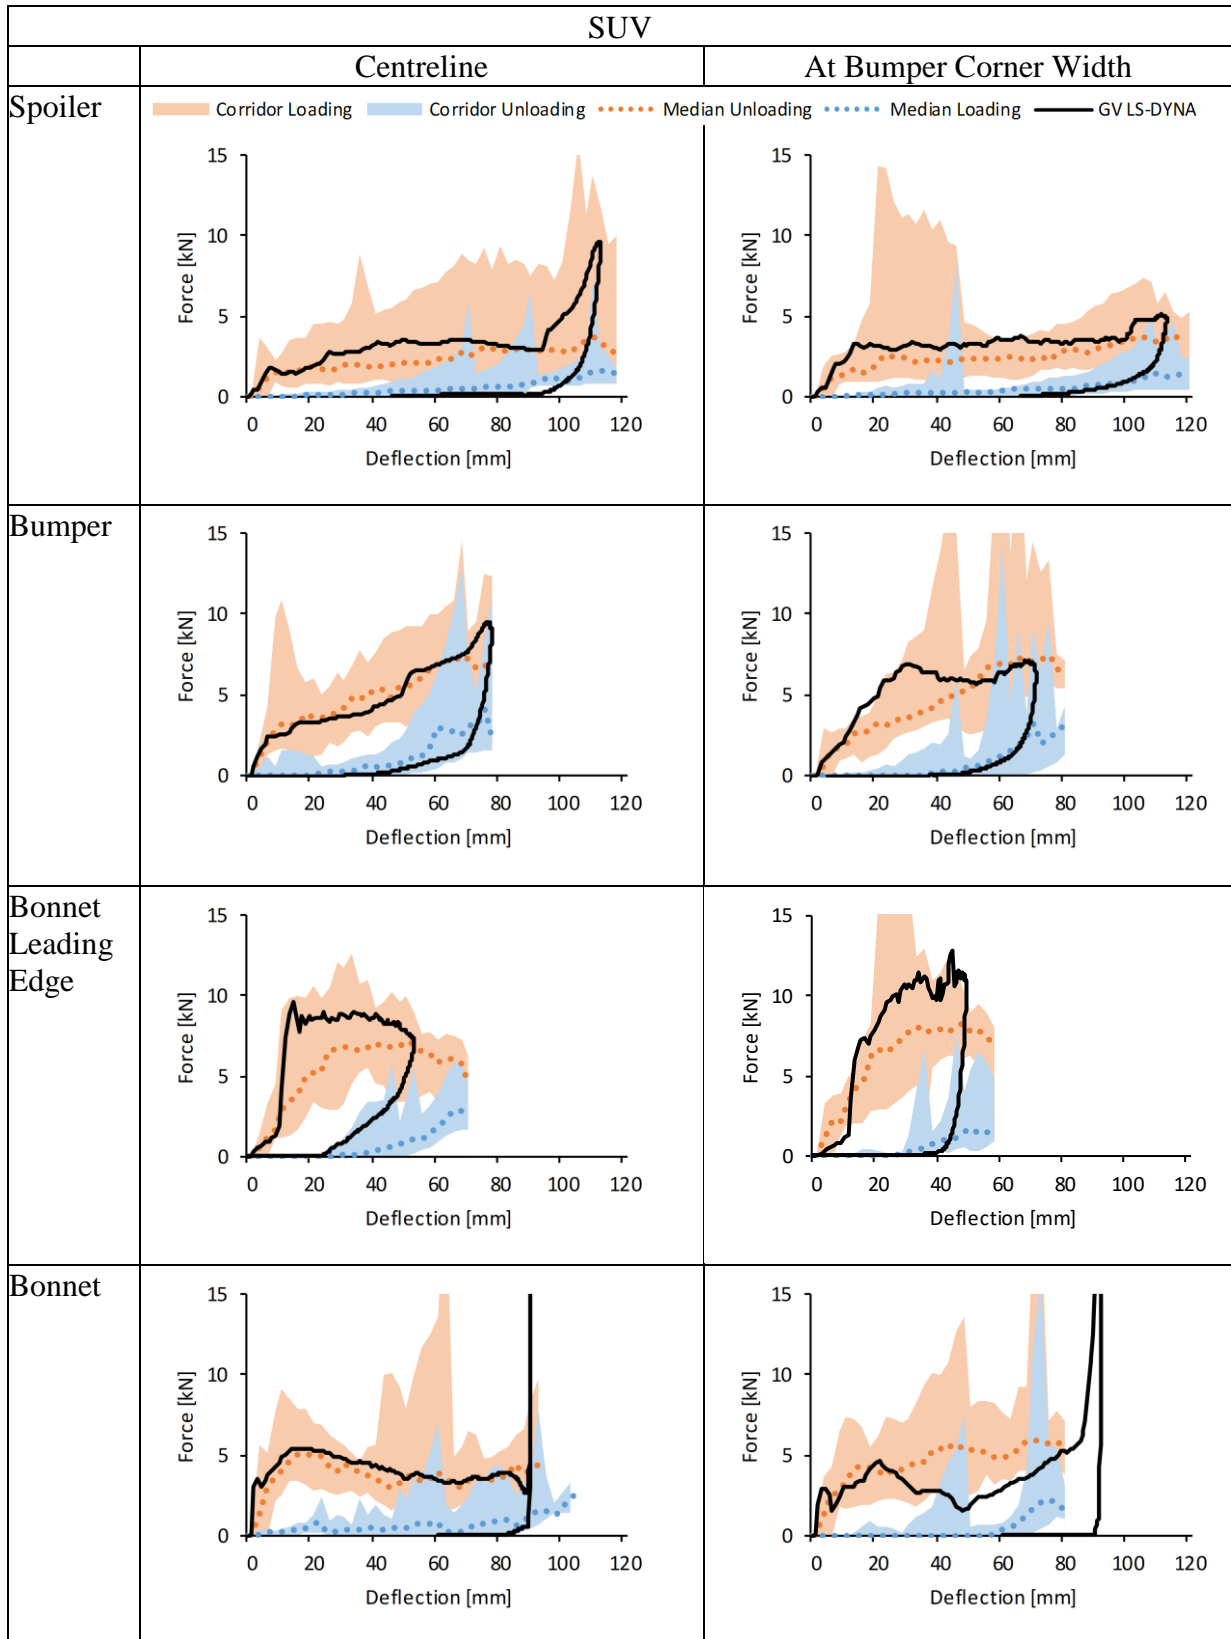 SUV
Centreline At Bumper Corner Width
Spoiler
Corridor Loading Corridor Unloading Median Unloading Median Loading GV LS-DYNA
15
10
5
0
Force [kN]
0 20 40 60 80 100 120
Deflection [mm]
15
10
5
0
Force [kN]
0 20 40 60 80 100 120
Deflection [mm]
Bumper
15
10
5
0
Force [kN]
0 20 40 60 80 100 120
Deflection [mm]
15
10
5
0
Force [kN]
0 20 40 60 80 100 120
Deflection [mm]
Bonnet
Leading
Edge
15
10
5
0
Force [kN]
0 20 40 60 80 100 120
Deflection [mm]
15
10
5
0
Force [kN]
0 20 40 60 80 100 120
Deflection [mm]
Bonnet
15
10
5
0
Force [kN]
0 20 40 60 80 100 120
Deflection [mm]
15
10
5
0
Force [kN]
0 20 40 60 80 100 120
Deflection [mm]